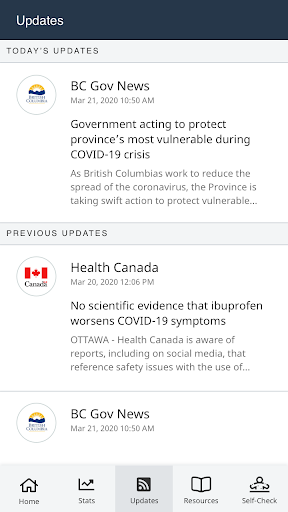 Updates
TODAY'S UPDATES
BRITISH
COLUMBIA
BC Gov News
Mar 21, 2020 10:50 AM
Government acting to protect
province's most vulnerable during
COVID-19 crisis
As British Columbias work to reduce the
spread of the coronavirus, the Province is
taking swift action to protect vulnerable...
PREVIOUS UPDATES
Canada
Health Canada
Mar 20, 2020 12:06 PM
No scientific evidence that ibuprofen
worsens COVID-19 symptoms
OTTAWA - Health Canada is aware of
reports, including on social media, that
reference safety issues with the use of...
BRITISH
COLUMBIA
BC Gov News
Mar 21, 2020 10:50 AM
Home
Stats
Updates
Resources
Self-Check